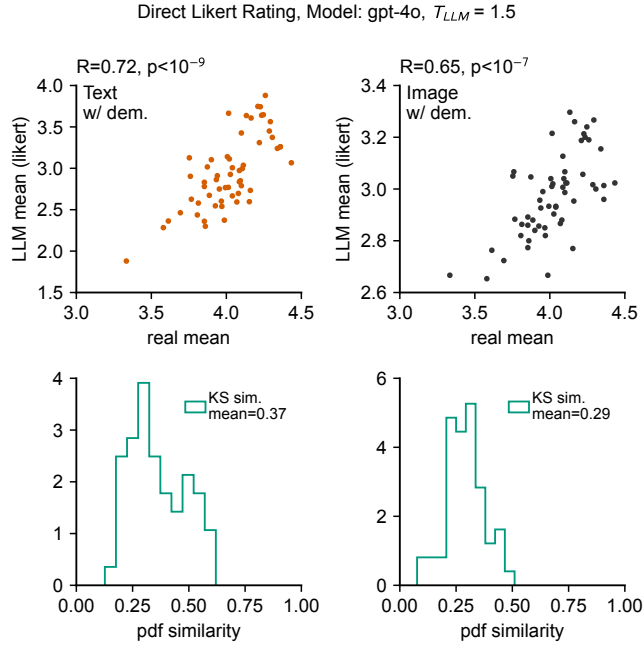 Direct Likert Rating, Model: gpt-4o, T_LLM = 1.5
R=0.72, p<10⁻⁹
Text
w/ dem.
4.0
3.5
3.0
2.5
2.0
1.5
LLM mean (likert)
3.0
3.5
4.0
4.5
real mean
R=0.65, p<10⁻⁷
Image
w/ dem.
3.4
3.2
3.0
2.8
2.6
LLM mean (likert)
3.0
3.5
4.0
4.5
real mean
4
3
2
1
0
KS sim.
mean=0.37
0.00
0.25
0.50
0.75
1.00
pdf similarity
6
4
2
0
KS sim.
mean=0.29
0.00
0.25
0.50
0.75
1.00
pdf similarity